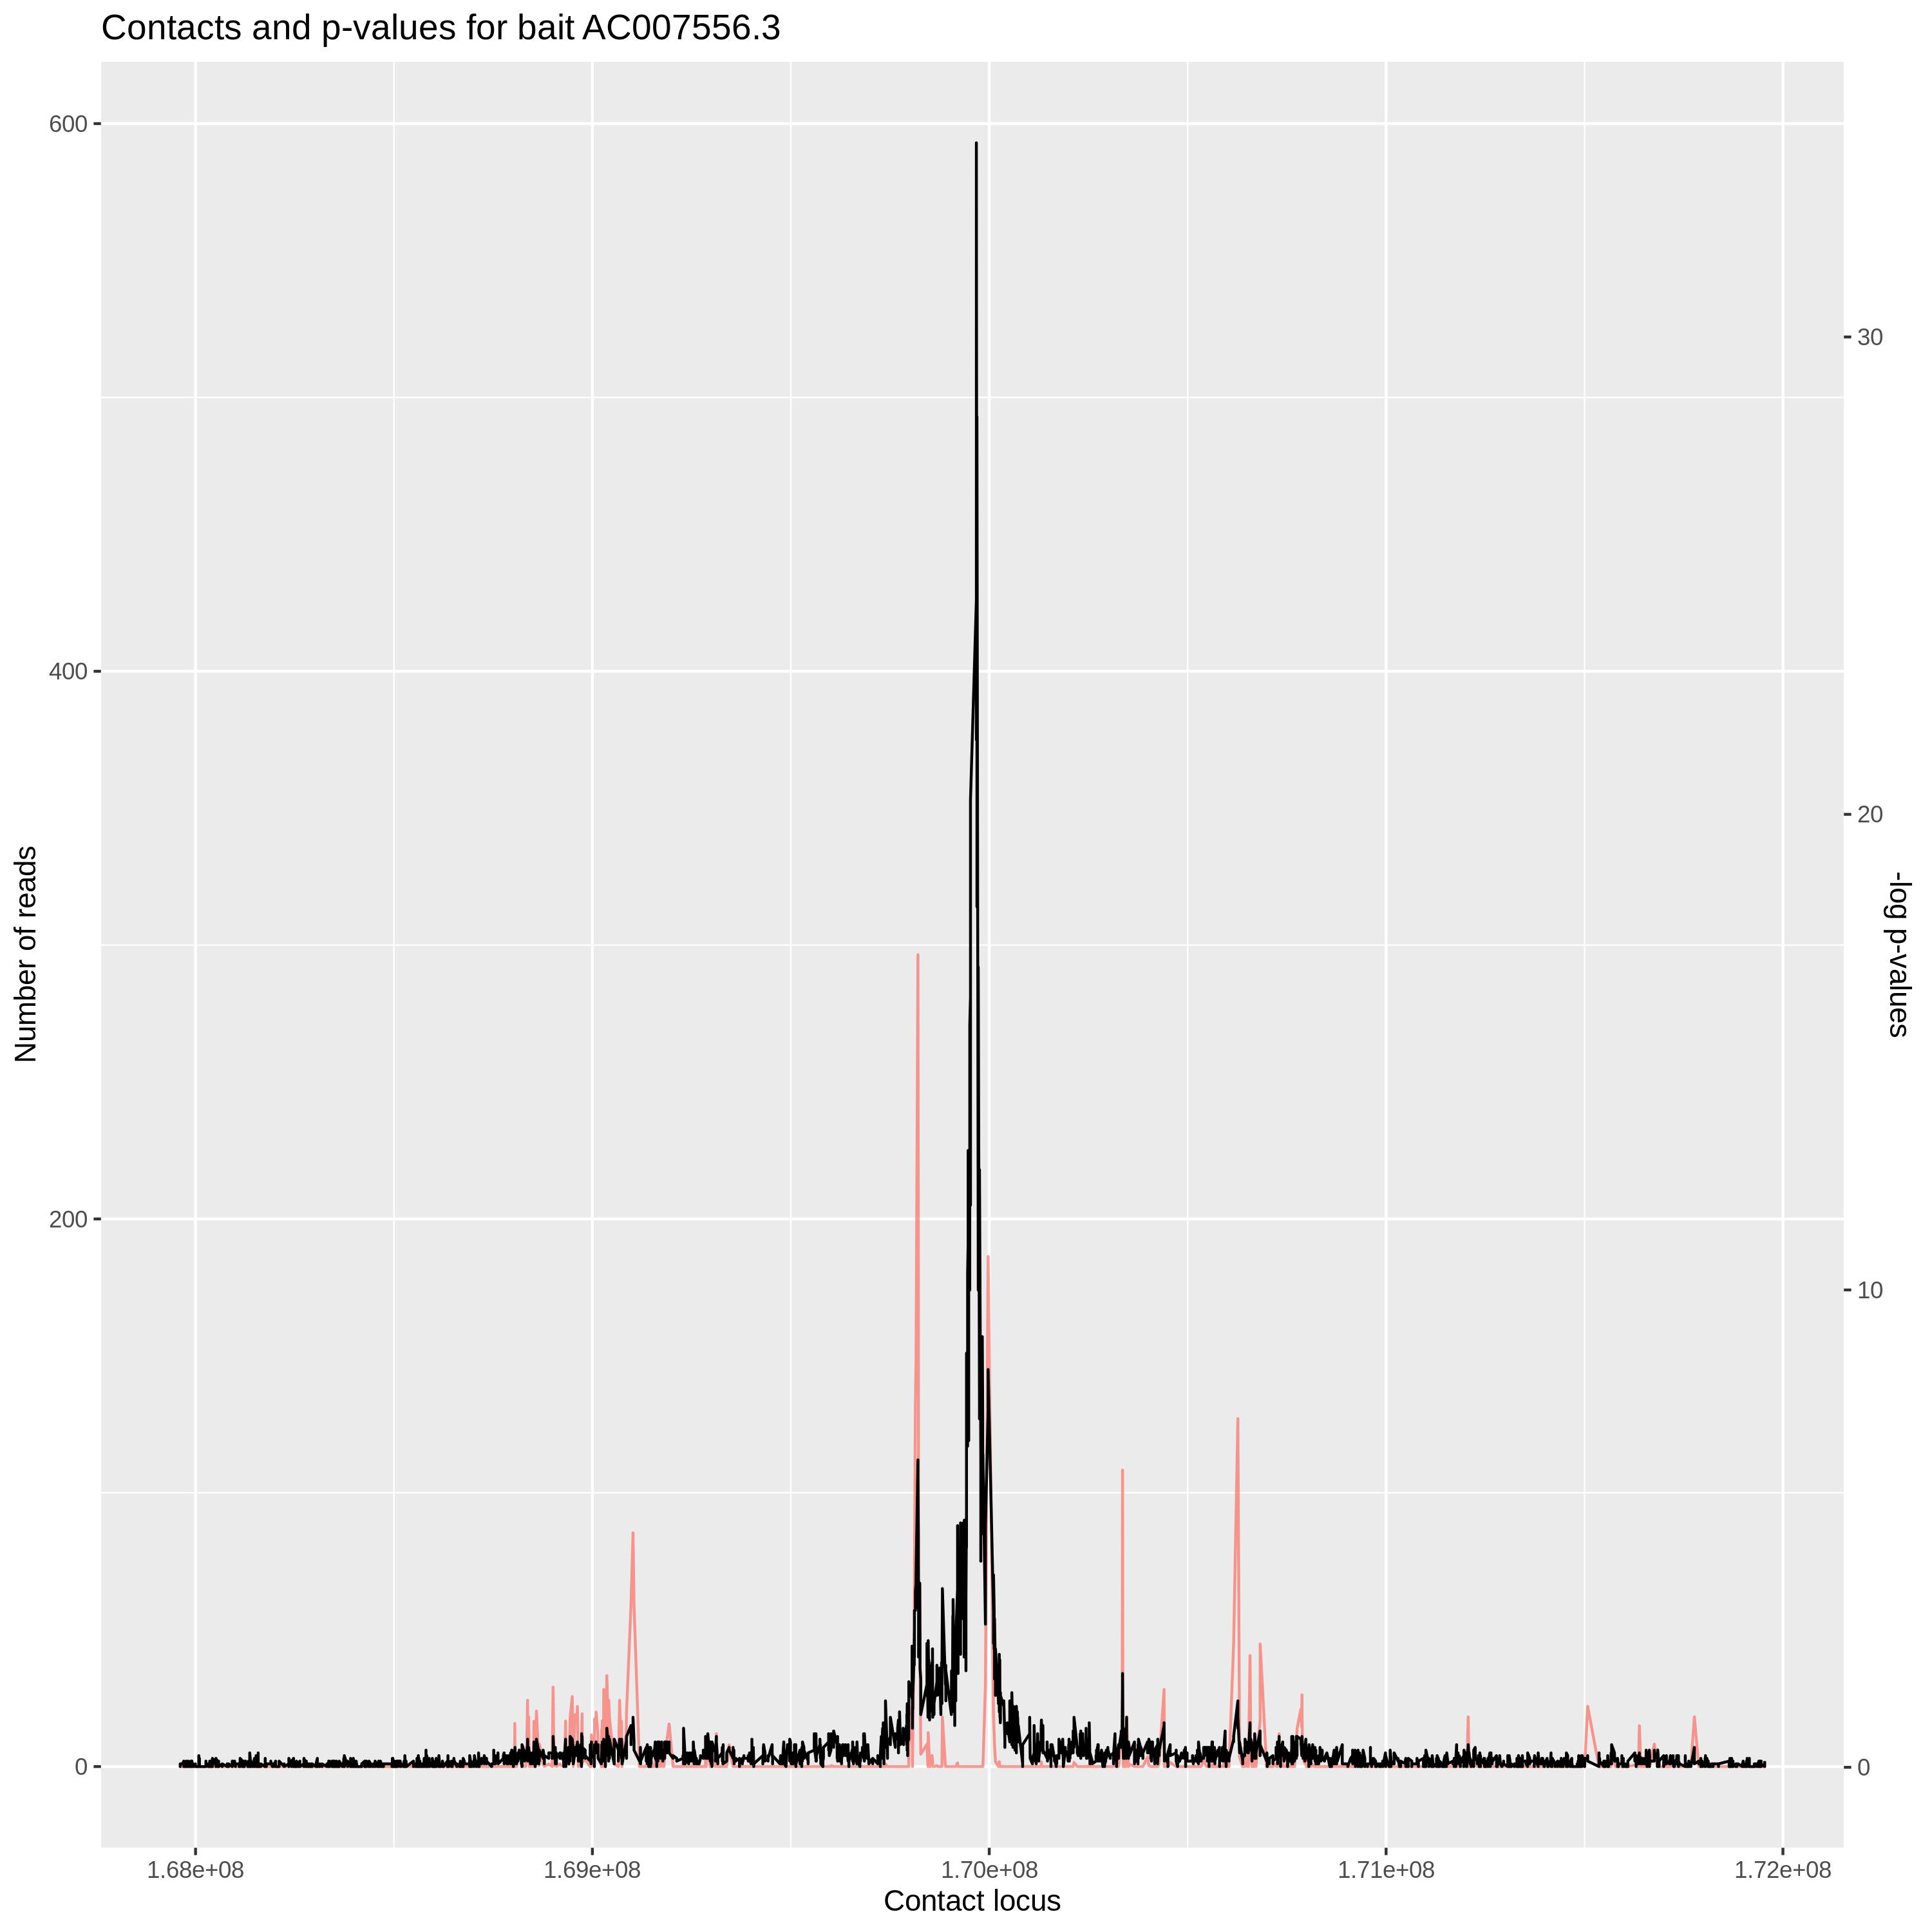 Contacts and p-values for bait AC007556.3
600
400
200
0
Number of reads
30
20
10
0
-log p-values
1.68e+08
1.69e+08
1.70e+08
1.71e+08
1.72e+08
Contact locus